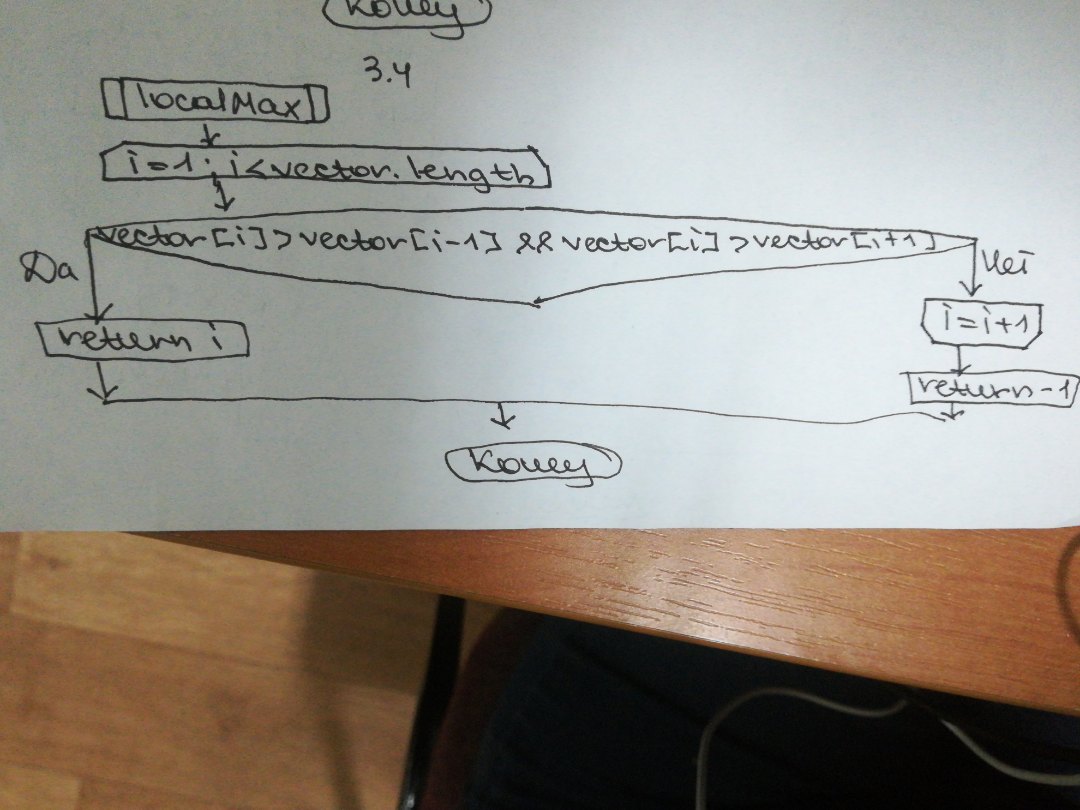 Конец
3.4
localMax
i=1; i<vector.length
vector[i]>vector[i-1] && vector[i]>vector[i+1]
Да
Нет
i=i+1
return i
return-1
Конец